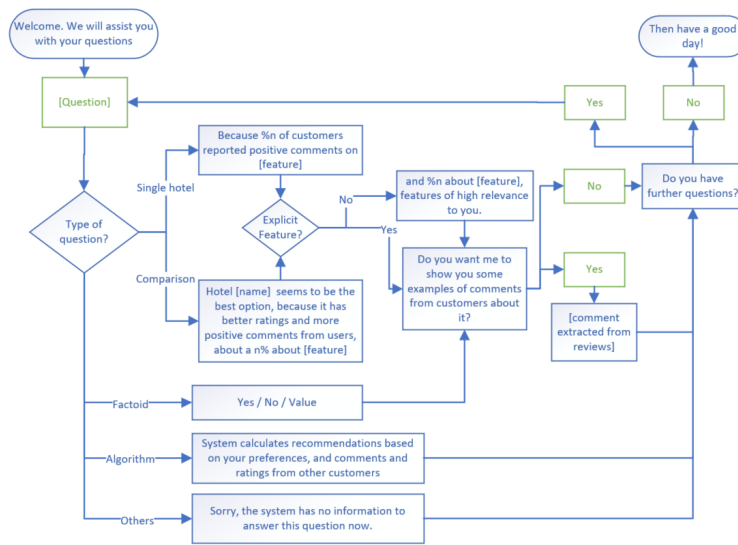 Welcome. We will assist you
with your questions
Then have a good
day!
[Question]
Yes
No
Because %n of customers
reported positive comments on
[feature]
Single hotel
and %n about [feature],
features of high relevance
to you.
No
Do you have
further questions?
No
Type of
question?
Explicit
Feature?
Yes
Comparison
Hotel [name]  seems to be the
best option, because it has
better ratings and more
positive comments from users,
about a n% about [feature]
Do you want me to
show you some
examples of comments
from customers about
it?
Yes
[comment
extracted from
reviews]
Factoid
Yes / No / Value
Algorithm
System calculates recommendations based
on your preferences, and comments and
ratings from other customers
Others
Sorry, the system has no information to
answer this question now.